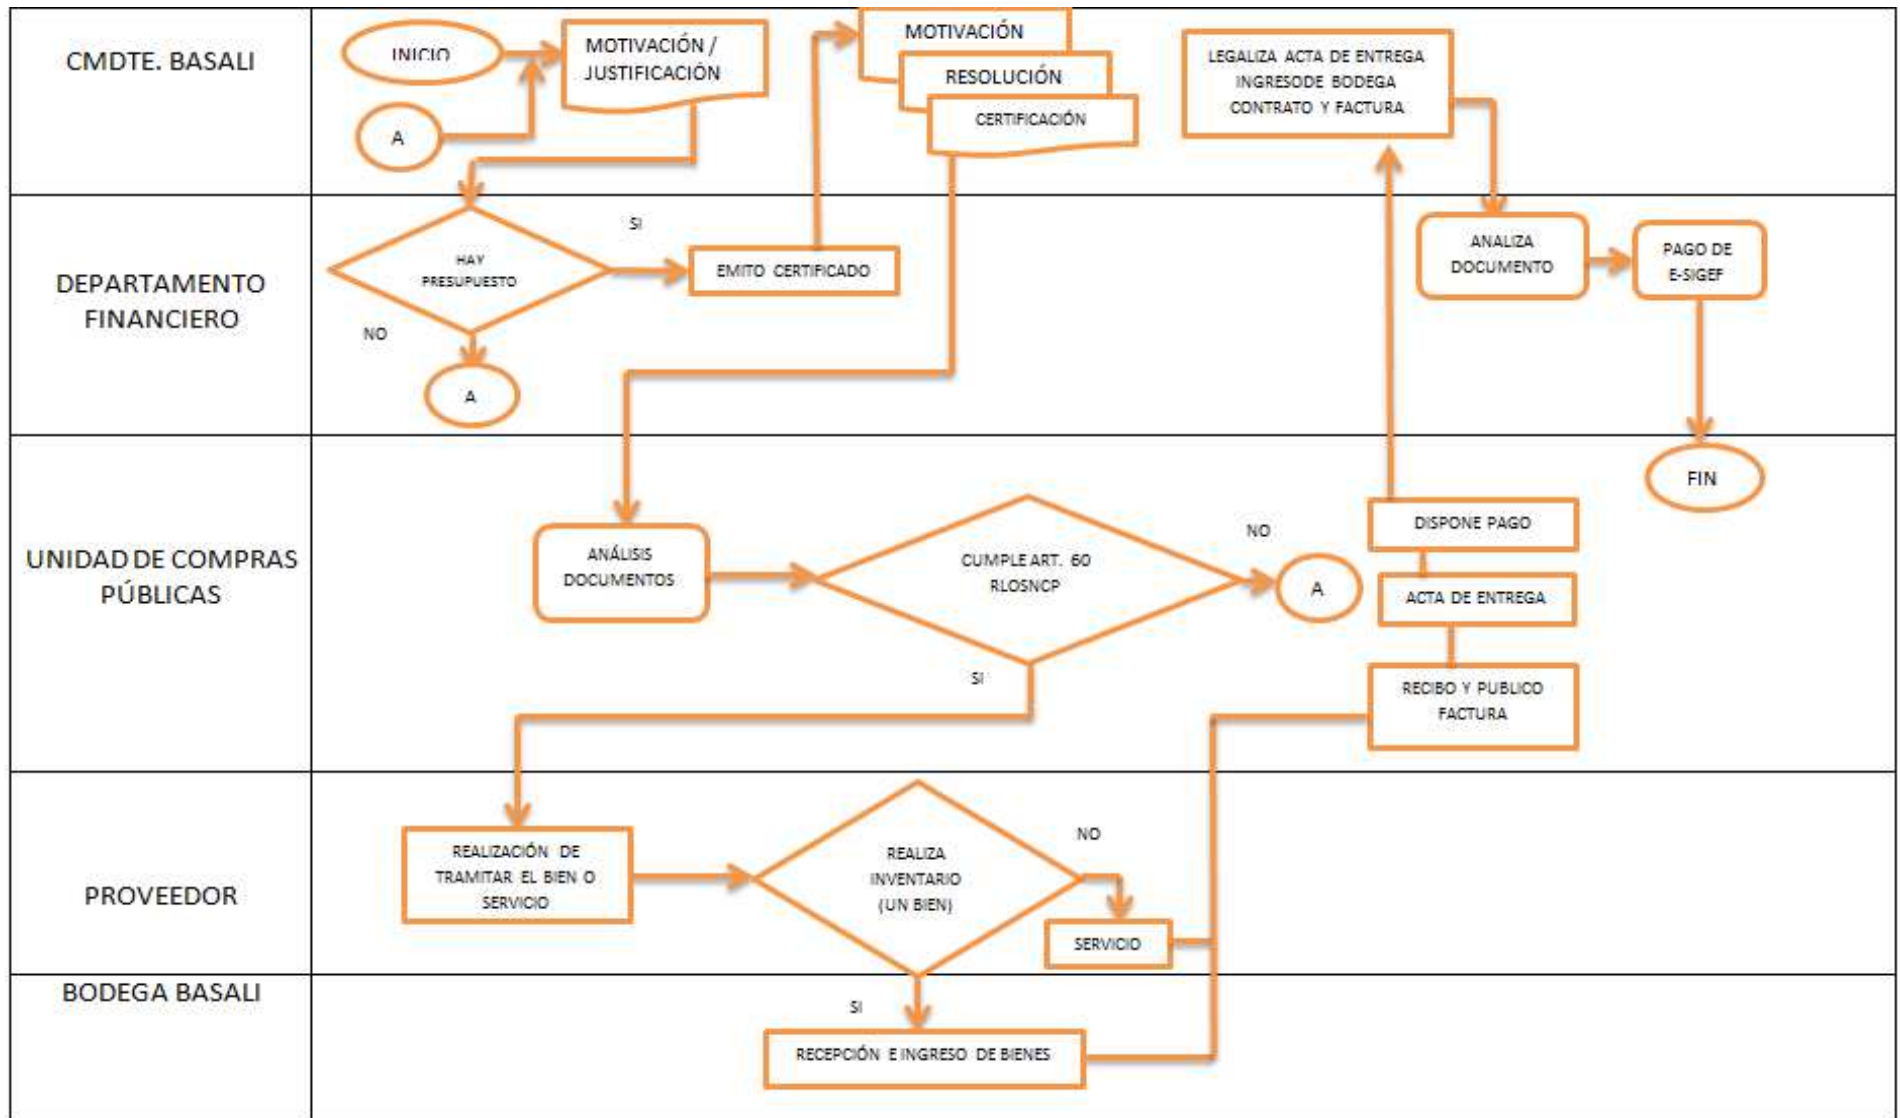 CMDTE. BASALI
INICIO
A
MOTIVACIÓN /
JUSTIFICACIÓN
MOTIVACIÓN
RESOLUCIÓN
CERTIFICACIÓN
LEGALIZA ACTA DE ENTREGA
INGRESODE BODEGA
CONTRATO Y FACTURA
DEPARTAMENTO
FINANCIERO
HAY
PRESUPUESTO
SI
NO
A
EMITO CERTIFICADO
ANALIZA
DOCUMENTO
PAGO DE
E-SIGEF
FIN
UNIDAD DE COMPRAS
PÚBLICAS
ANÁLISIS
DOCUMENTOS
CUMPLE ART. 60
RLOSNCP
NO
A
SI
DISPONE PAGO
ACTA DE ENTREGA
RECIBO Y PUBLICO
FACTURA
PROVEEDOR
REALIZACIÓN DE
TRAMITAR EL BIEN O
SERVICIO
REALIZA
INVENTARIO
(UN BIEN)
NO
SERVICIO
BODEGA BASALI
SI
RECEPCIÓN E INGRESO DE BIENES